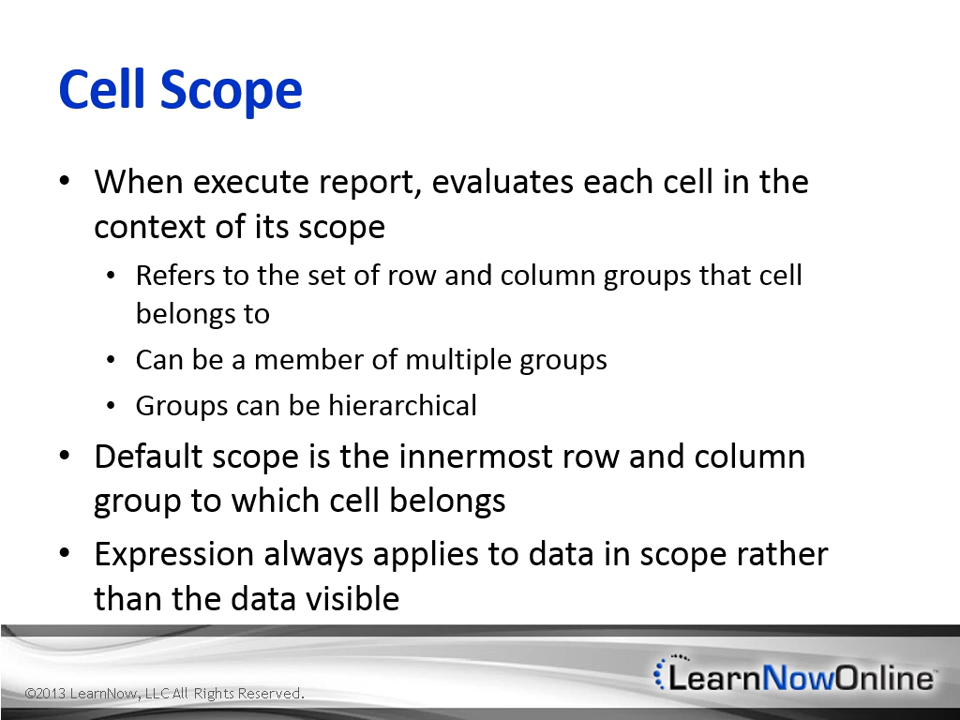 Cell Scope
• When execute report, evaluates each cell in the
context of its scope
• Refers to the set of row and column groups that cell
belongs to
• Can be a member of multiple groups
• Groups can be hierarchical
• Default scope is the innermost row and column
group to which cell belongs
• Expression always applies to data in scope rather
than the data visible
©2013 LearnNow, LLC All Rights Reserved.
LearnNowOnline™